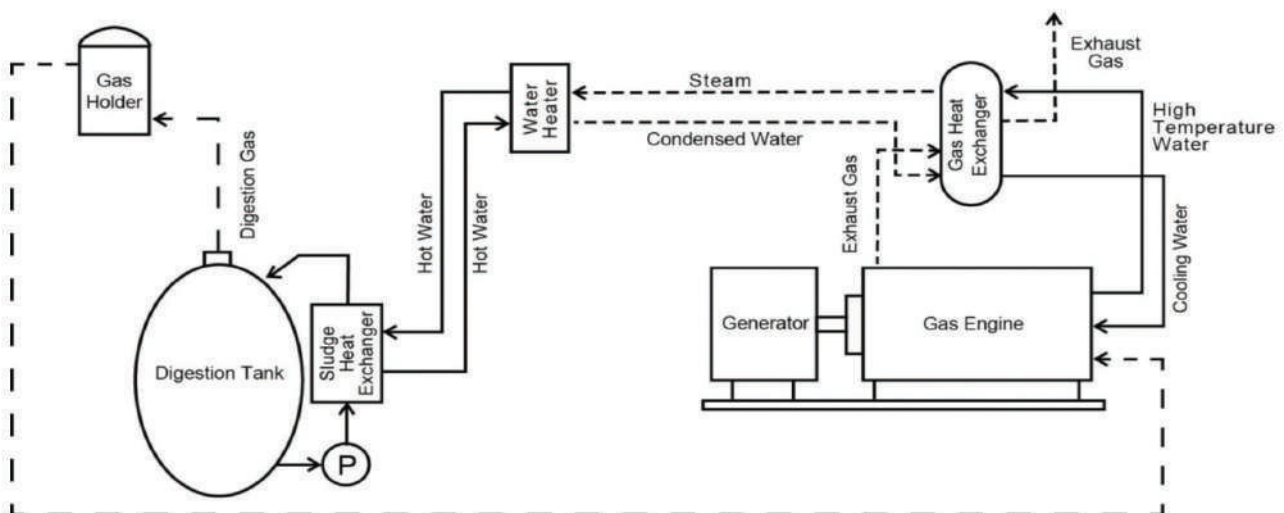 Gas
Holder
Digestion Gas
Digestion Tank
Sludge
Heat
Exchanger
P
Hot Water
Hot Water
Water
Heater
Steam
Condensed Water
Gas Heat
Exchanger
Exhaust
Gas
High
Temperature
Water
Exhaust Gas
Cooling Water
Generator
Gas Engine